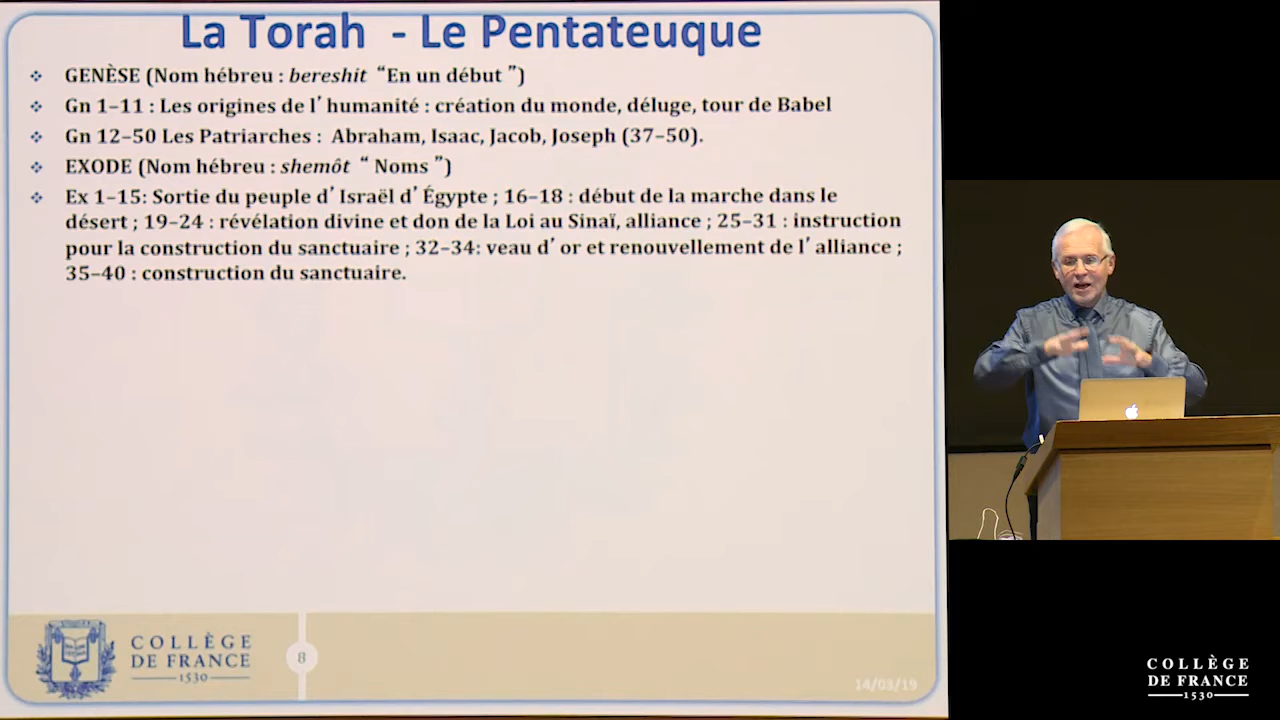 La Torah - Le Pentateuque
❖ GENÈSE (Nom hébreu : bereshit “En un début ”)
❖ Gn 1–11 : Les origines de l’humanité : création du monde, déluge, tour de Babel
❖ Gn 12–50 Les Patriarches : Abraham, Isaac, Jacob, Joseph (37–50).
❖ EXODE (Nom hébreu : shemôt “ Noms ”)
❖ Ex 1–15: Sortie du peuple d’Israël d’Égypte ; 16–18 : début de la marche dans le
désert ; 19–24 : révélation divine et don de la Loi au Sinaï, alliance ; 25–31 : instruction
pour la construction du sanctuaire ; 32–34: veau d’or et renouvellement de l’alliance ;
35–40 : construction du sanctuaire.
COLLÈGE
DE FRANCE
1530
8
14/03/19
COLLÈGE
DE FRANCE
1530